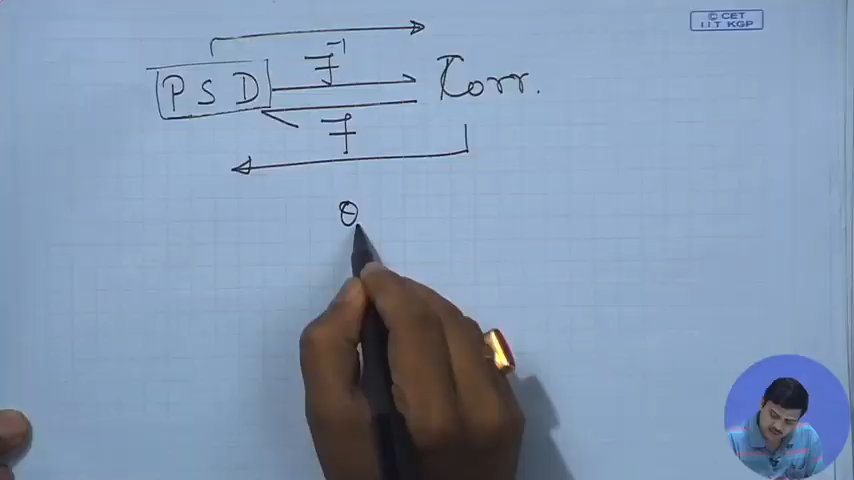 © CET
I.I.T. KGP
F⁻¹
PSD
Corr.
F
θ